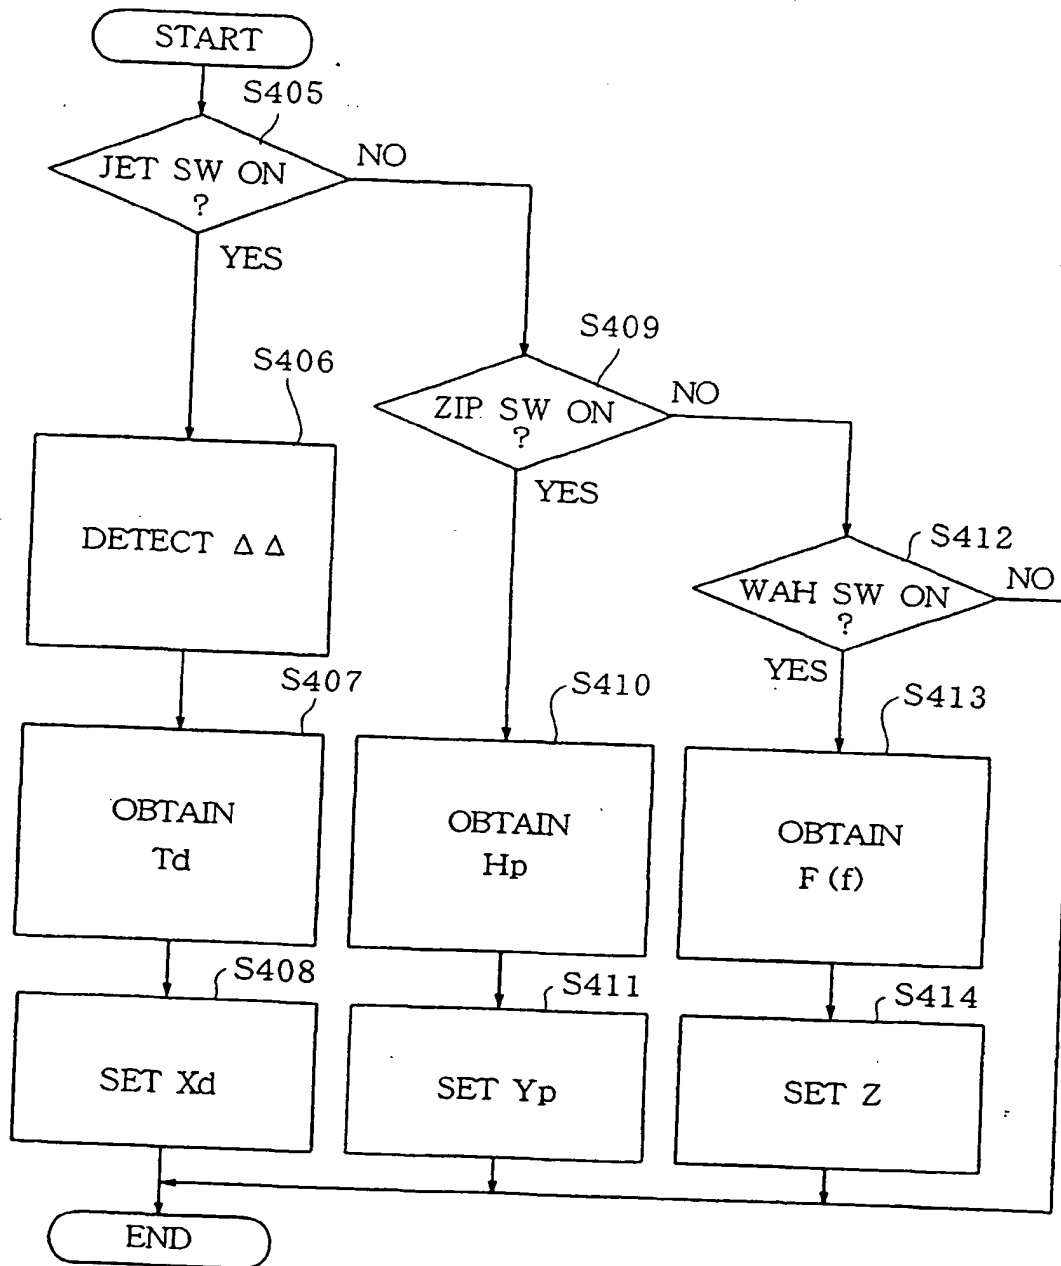 START
S405
JET SW ON
?
NO
YES
S409
S406
ZIP SW ON
?
NO
YES
DETECT Δ Δ
S412
WAH SW ON
?
NO
YES
S407
S410
S413
OBTAIN
Td
OBTAIN
Hp
OBTAIN
F (f)
S408
S411
S414
SET Xd
SET Yp
SET Z
END